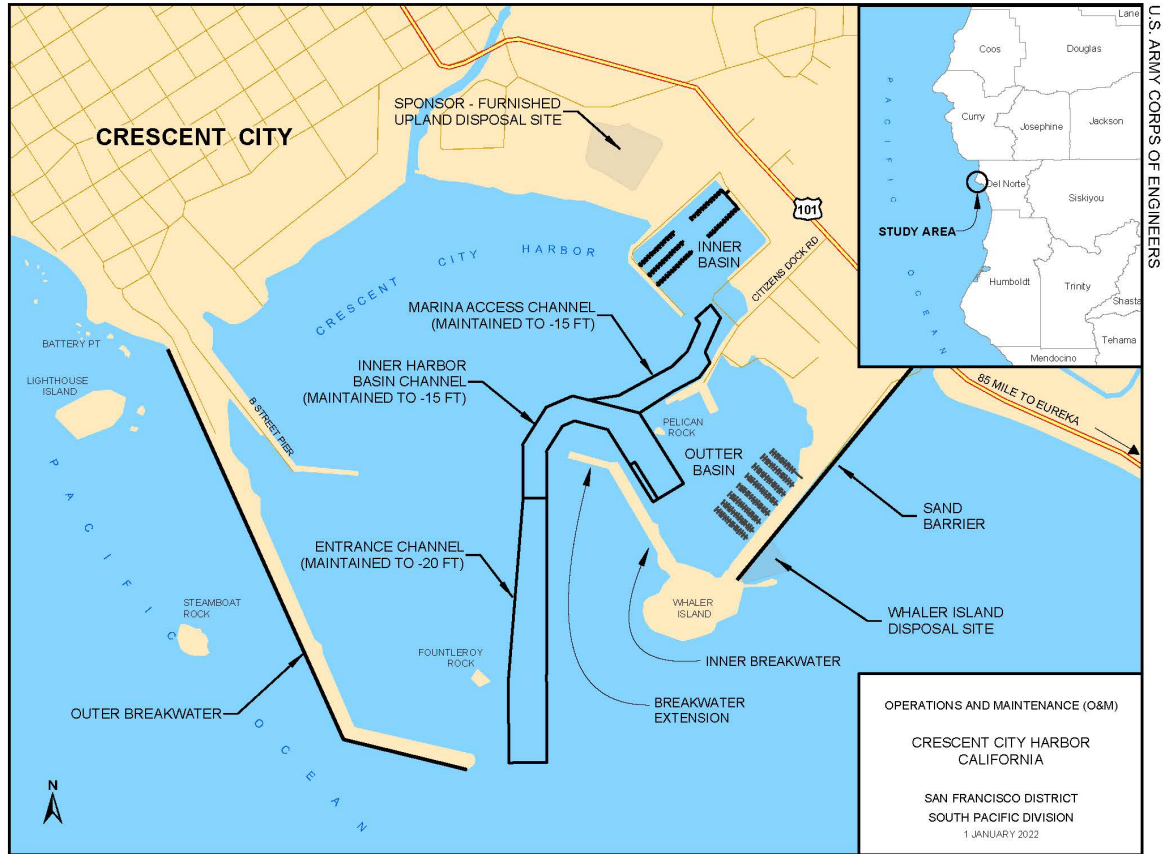 U.S. ARMY CORPS OF ENGINEERS
CRESCENT CITY
SPONSOR - FURNISHED
UPLAND DISPOSAL SITE
101
INNER
BASIN
CITIZENS DOCK RD
CRESCENT CITY HARBOR
MARINA ACCESS CHANNEL
(MAINTAINED TO -15 FT)
BATTERY PT
LIGHTHOUSE
ISLAND
INNER HARBOR
BASIN CHANNEL
(MAINTAINED TO -15 FT)
B STREET PIER
PELICAN
ROCK
OUTTER
BASIN
85 MILE TO EUREKA
SAND
BARRIER
ENTRANCE CHANNEL
(MAINTAINED TO -20 FT)
STEAMBOAT
ROCK
WHALER
ISLAND
WHALER ISLAND
DISPOSAL SITE
FOUNTLEROY
ROCK
INNER BREAKWATER
BREAKWATER
EXTENSION
OUTER BREAKWATER
PACIFIC OCEAN
N
Lane
Coos
Douglas
Curry
Josephine
Jackson
Del Norte
Siskiyou
STUDY AREA
Humboldt
Trinity
Shasta
Tehama
Mendocino
PACIFIC OCEAN
OPERATIONS AND MAINTENANCE (O&M)
CRESCENT CITY HARBOR
CALIFORNIA
SAN FRANCISCO DISTRICT
SOUTH PACIFIC DIVISION
1 JANUARY 2022